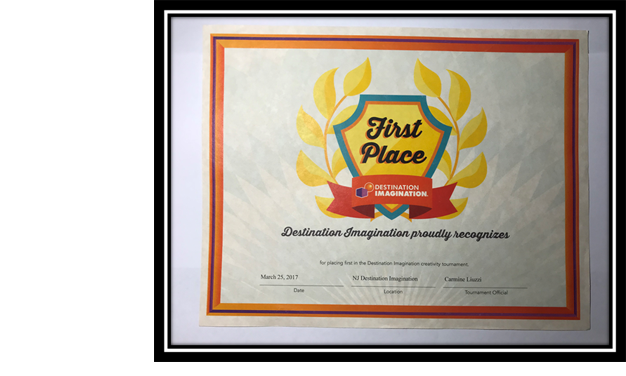 First
Place
DESTINATION
IMAGINATION.
Destination Imagination proudly recognizes
for placing first in the Destination Imagination creativity tournament.
March 25, 2017 NJ Destination Imagination Carmine Liuzzi
Date Location Tournament Official